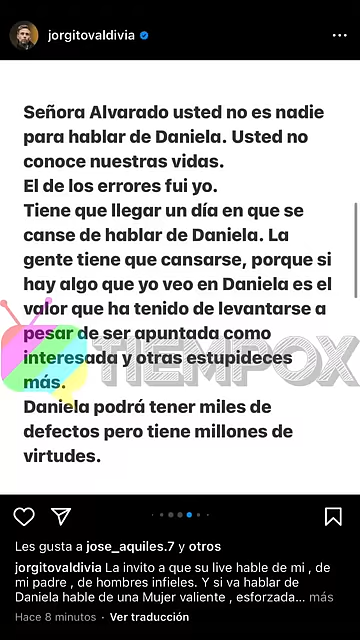 jorgitovaldivia
Señora Alvarado usted no es nadie
para hablar de Daniela. Usted no
conoce nuestras vidas.
El de los errores fui yo.
Tiene que llegar un día en que se
canse de hablar de Daniela. La
gente tiene que cansarse, porque si
hay algo que yo veo en Daniela es el
valor que ha tenido de levantarse a
pesar de ser apuntada como
interesada y otras estupideces
más.
TIEMPOX
Daniela podrá tener miles de
defectos pero tiene millones de
virtudes.
Les gusta a jose_aquiles.7 y otros
jorgitovaldivia La invito a que su live hable de mi , de
mi padre , de hombres infieles. Y si va hablar de
Daniela hable de una Mujer valiente , esforzada... más
Hace 8 minutos · Ver traducción